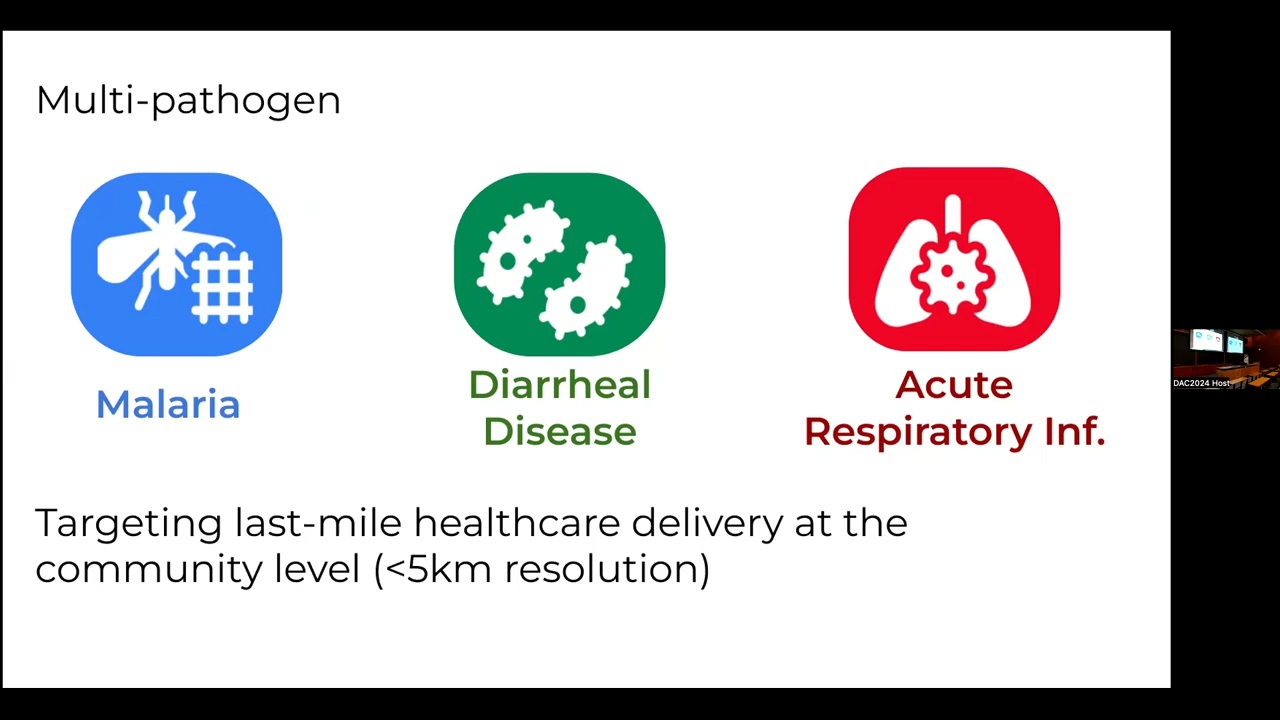 Multi-pathogen
Malaria
Diarrheal
Disease
Acute
Respiratory Inf.
Targeting last-mile healthcare delivery at the
community level (<5km resolution)
DAC2024 Host